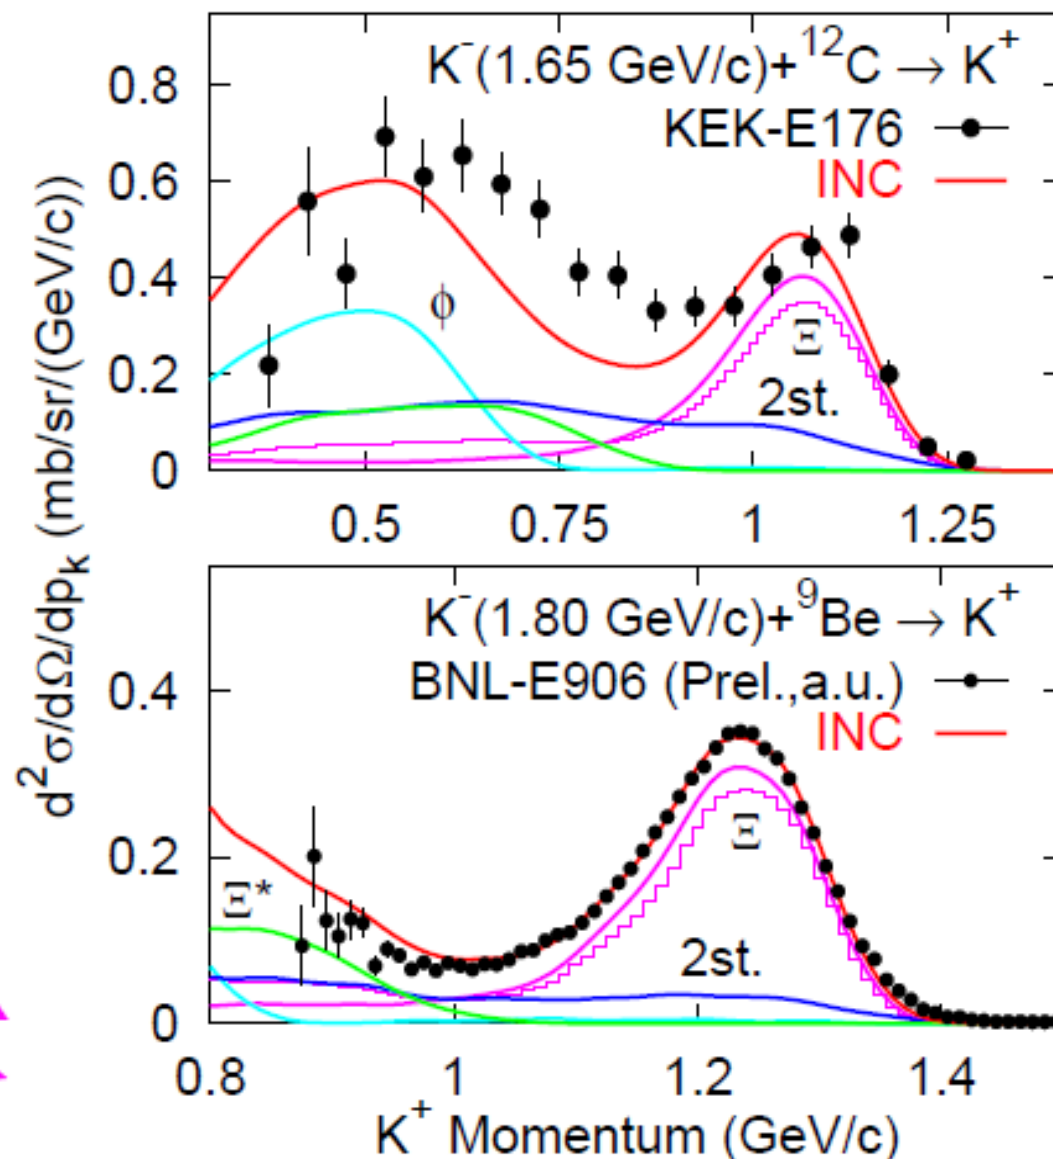 d²σ/dΩ/dp_k (mb/sr/(GeV/c))
K⁻(1.65 GeV/c)+¹²C → K⁺
KEK-E176
INC
0.8
0.6
0.4
0.2
0
ϕ
Ξ
2st.
0.5 0.75 1 1.25
K⁻(1.80 GeV/c)+⁹Be → K⁺
BNL-E906 (Prel.,a.u.)
INC
0.4
0.2
0
Ξ*
Ξ
2st.
0.8 1 1.2 1.4
K⁺ Momentum (GeV/c)